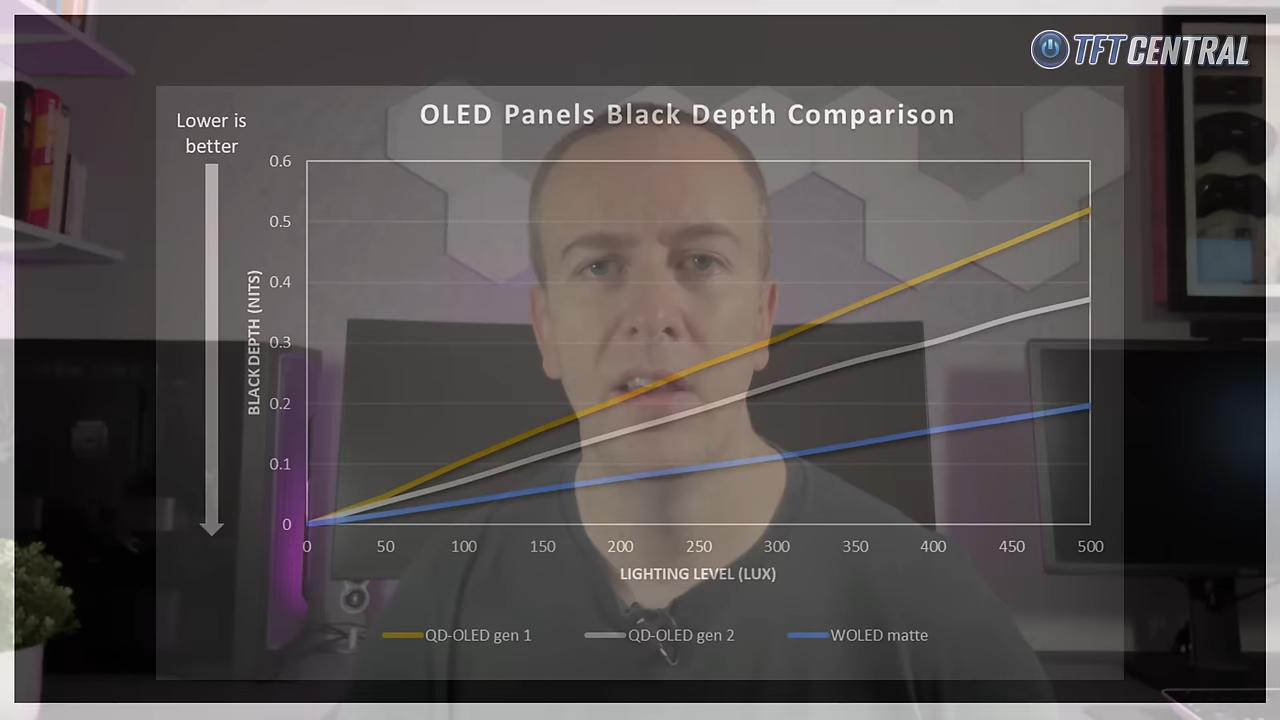 TFTCENTRAL
OLED Panels Black Depth Comparison
Lower is
better
BLACK DEPTH (NITS)
0.6
0.5
0.4
0.3
0.2
0.1
0
0 50 100 150 200 250 300 350 400 450 500
LIGHTING LEVEL (LUX)
QD-OLED gen 1 QD-OLED gen 2 WOLED matte